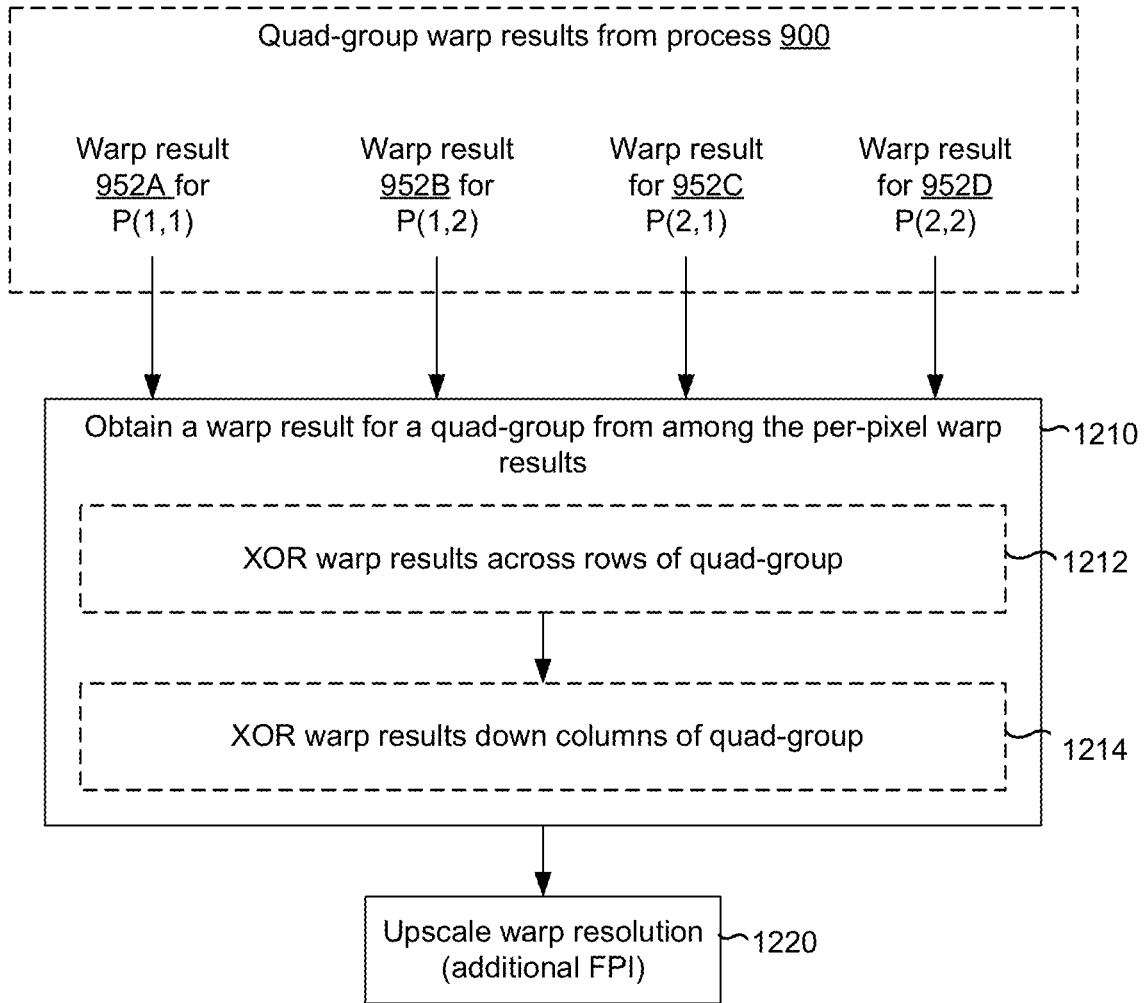 Quad-group warp results from process 900
Warp result
952A for
P(1,1)
Warp result
952B for
P(1,2)
Warp result
for 952C
P(2,1)
Warp result
for 952D
P(2,2)
Obtain a warp result for a quad-group from among the per-pixel warp
results
1210
XOR warp results across rows of quad-group
1212
XOR warp results down columns of quad-group
1214
Upscale warp resolution
(additional FPI)
1220